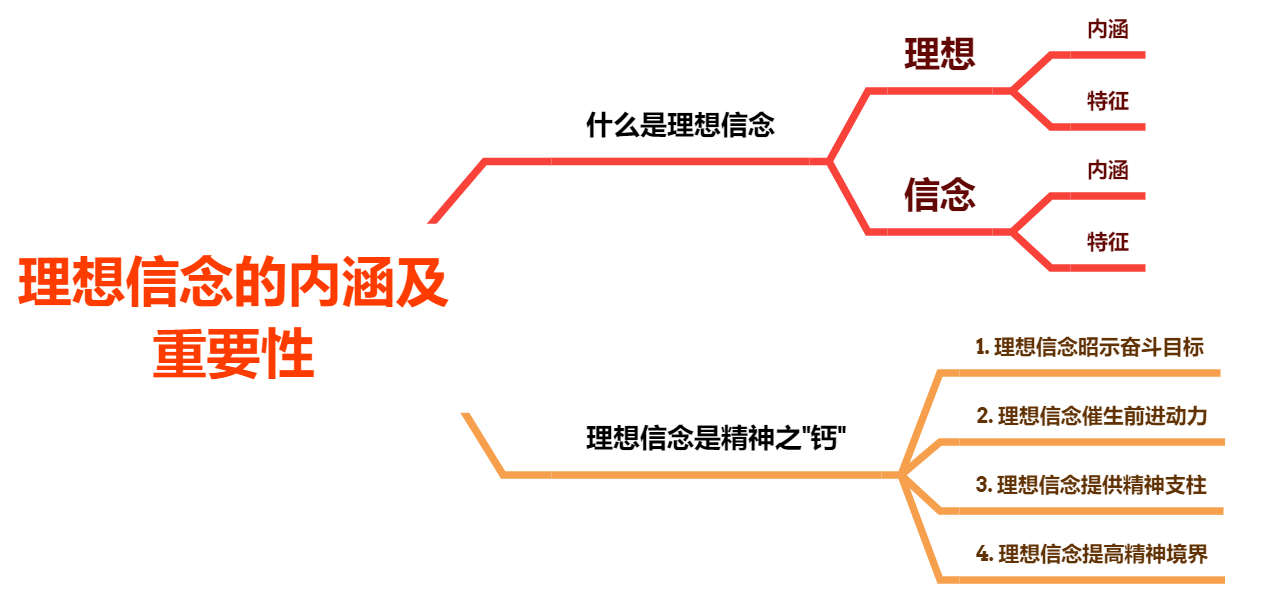 理想信念的内涵及
重要性
什么是理想信念
理想
内涵
特征
信念
内涵
特征
理想信念是精神之"钙"
1. 理想信念昭示奋斗目标
2. 理想信念催生前进动力
3. 理想信念提供精神支柱
4. 理想信念提高精神境界